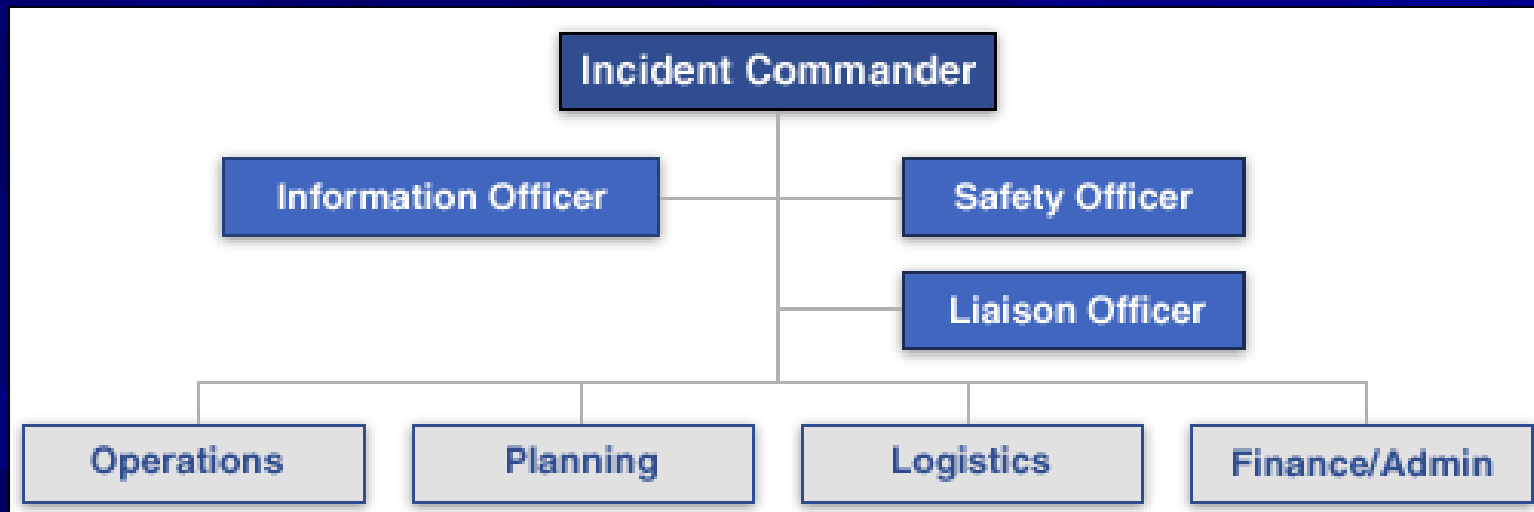 Incident Commander
Information Officer
Safety Officer
Liaison Officer
Operations
Planning
Logistics
Finance/Admin